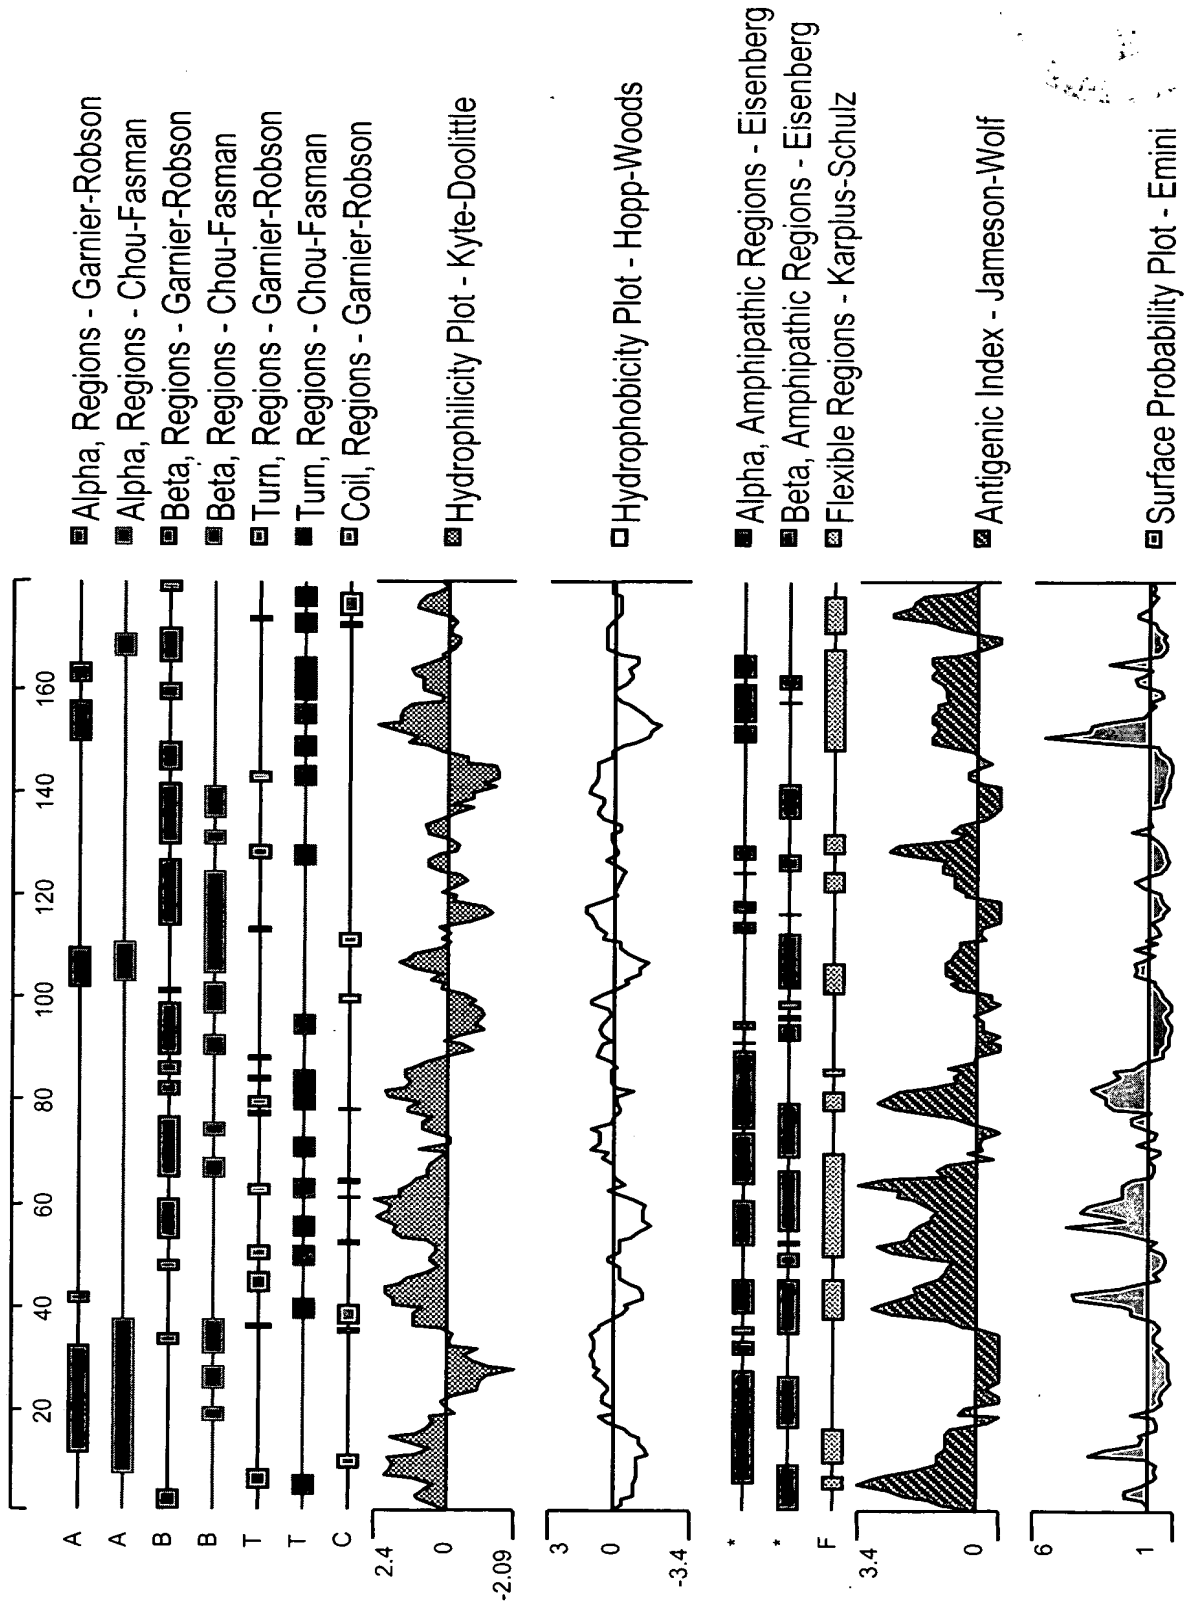 20 40 60 80 100 120 140 160
A Alpha, Regions - Garnier-Robson
A Alpha, Regions - Chou-Fasman
B Beta, Regions - Garnier-Robson
B Beta, Regions - Chou-Fasman
T Turn, Regions - Garnier-Robson
T Turn, Regions - Chou-Fasman
C Coil, Regions - Garnier-Robson
2.4
0 Hydrophilicity Plot - Kyte-Doolittle
-2.09
3
0 Hydrophobicity Plot - Hopp-Woods
-3.4
* Alpha, Amphipathic Regions - Eisenberg
* Beta, Amphipathic Regions - Eisenberg
F Flexible Regions - Karplus-Schulz
3.4
Antigenic Index - Jameson-Wolf
0
6
1 Surface Probability Plot - Emini